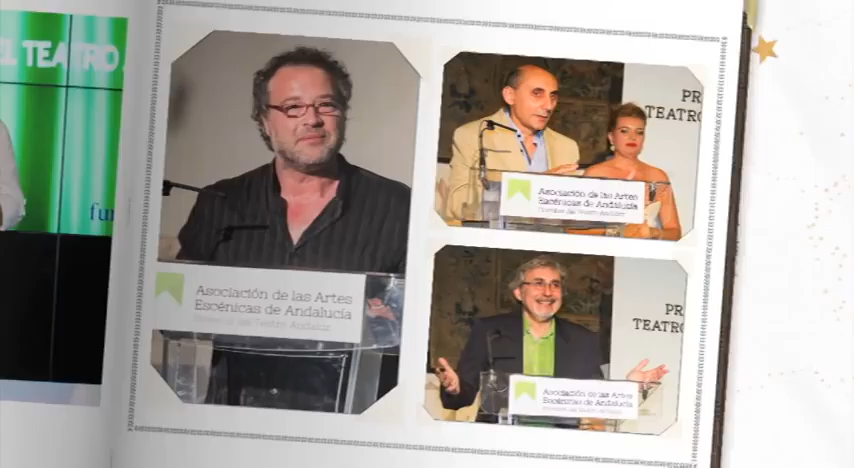 EL TEATRO A
fun
Asociación de las Artes
Escénicas de Andalucía
PR
TEATRO
Asociación de las Artes
Escénicas de Andalucía
PR
TEATRO
Asociación de las Artes
Escénicas de Andalucía